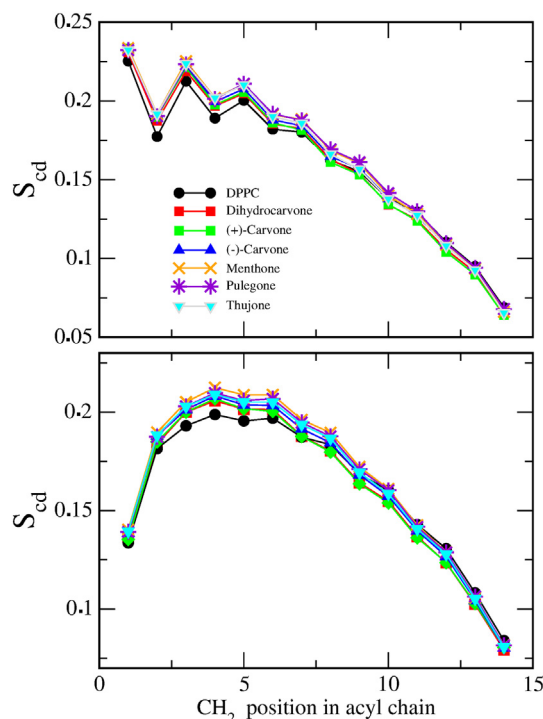 0.25
0.2
0.15
0.1
0.05
S_cd
DPPC
Dihydrocarvone
(+)-Carvone
(-)-Carvone
Menthone
Pulegone
Thujone
0.2
0.15
0.1
S_cd
0 5 10 15
CH₂ position in acyl chain